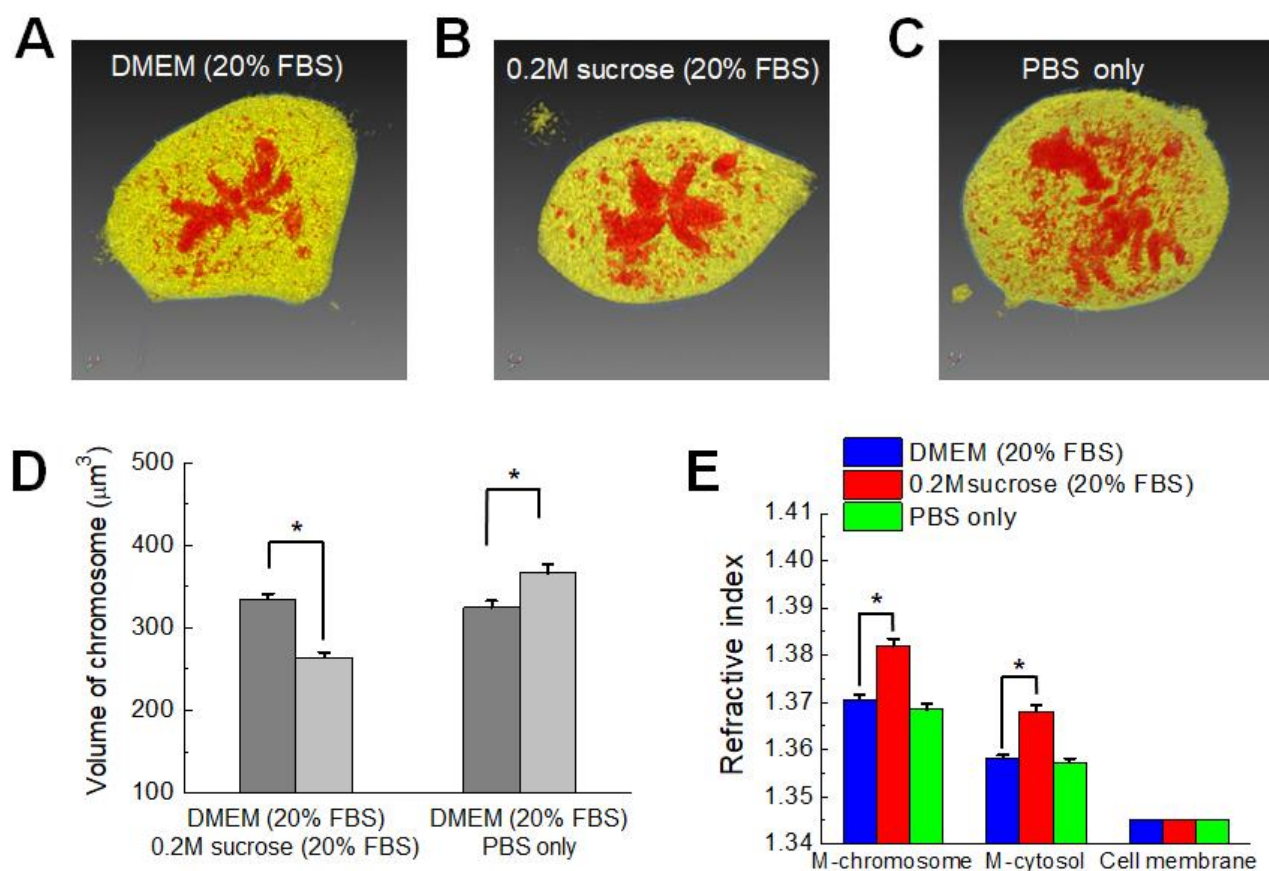 A
DMEM (20% FBS)
B
0.2M sucrose (20% FBS)
C
PBS only
D
Volume of chromosome (μm³)
500
400
300
200
100
*
*
DMEM (20% FBS)
0.2M sucrose (20% FBS)
DMEM (20% FBS)
PBS only
E
DMEM (20% FBS)
0.2Msucrose (20% FBS)
PBS only
Refractive index
1.41
1.40
1.39
1.38
1.37
1.36
1.35
1.34
*
*
M-chromosome
M-cytosol
Cell membrane